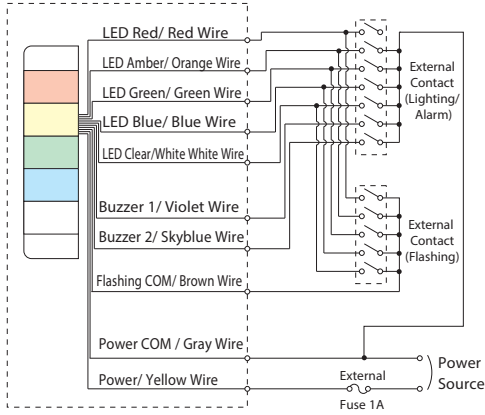 LED Red/ Red Wire
LED Amber/ Orange Wire
LED Green/ Green Wire
LED Blue/ Blue Wire
LED Clear/White White Wire
Buzzer 1/ Violet Wire
Buzzer 2/ Skyblue Wire
Flashing COM/ Brown Wire
Power COM / Gray Wire
Power/ Yellow Wire
External
Contact
(Lighting/
Alarm)
External
Contact
(Flashing)
Power
Source
External
Fuse 1A